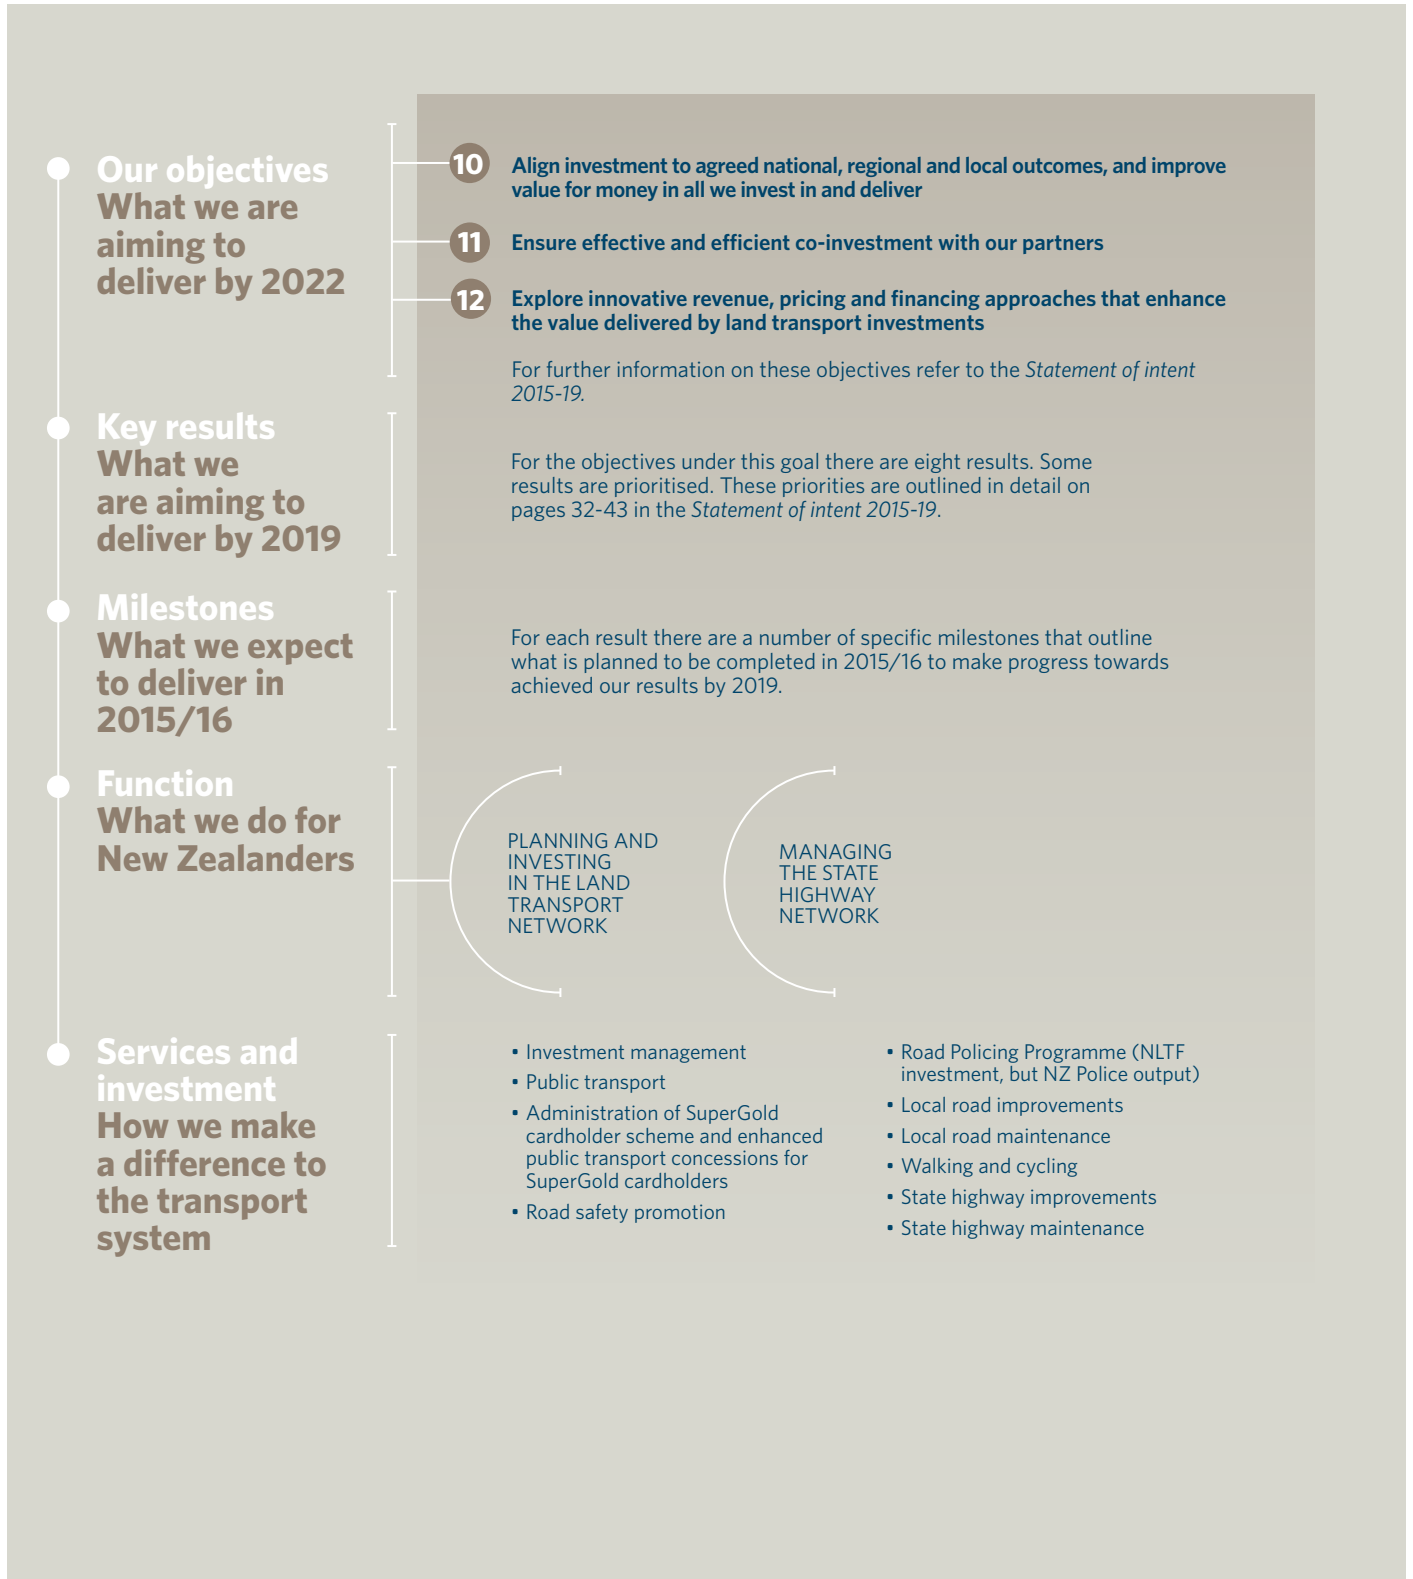 Our objectives
What we are
aiming to
deliver by 2022
10
Align investment to agreed national, regional and local outcomes, and improve
value for money in all we invest in and deliver
11
Ensure effective and efficient co-investment with our partners
12
Explore innovative revenue, pricing and financing approaches that enhance
the value delivered by land transport investments
For further information on these objectives refer to the Statement of intent
2015-19.
Key results
What we
are aiming to
deliver by 2019
For the objectives under this goal there are eight results. Some
results are prioritised. These priorities are outlined in detail on
pages 32-43 in the Statement of intent 2015-19.
Milestones
What we expect
to deliver in
2015/16
For each result there are a number of specific milestones that outline
what is planned to be completed in 2015/16 to make progress towards
achieved our results by 2019.
Function
What we do for
New Zealanders
PLANNING AND
INVESTING
IN THE LAND
TRANSPORT
NETWORK
MANAGING
THE STATE
HIGHWAY
NETWORK
Services and
investment
How we make
a difference to
the transport
system
• Investment management
• Public transport
• Administration of SuperGold
cardholder scheme and enhanced
public transport concessions for
SuperGold cardholders
• Road safety promotion
• Road Policing Programme (NLTF
investment, but NZ Police output)
• Local road improvements
• Local road maintenance
• Walking and cycling
• State highway improvements
• State highway maintenance